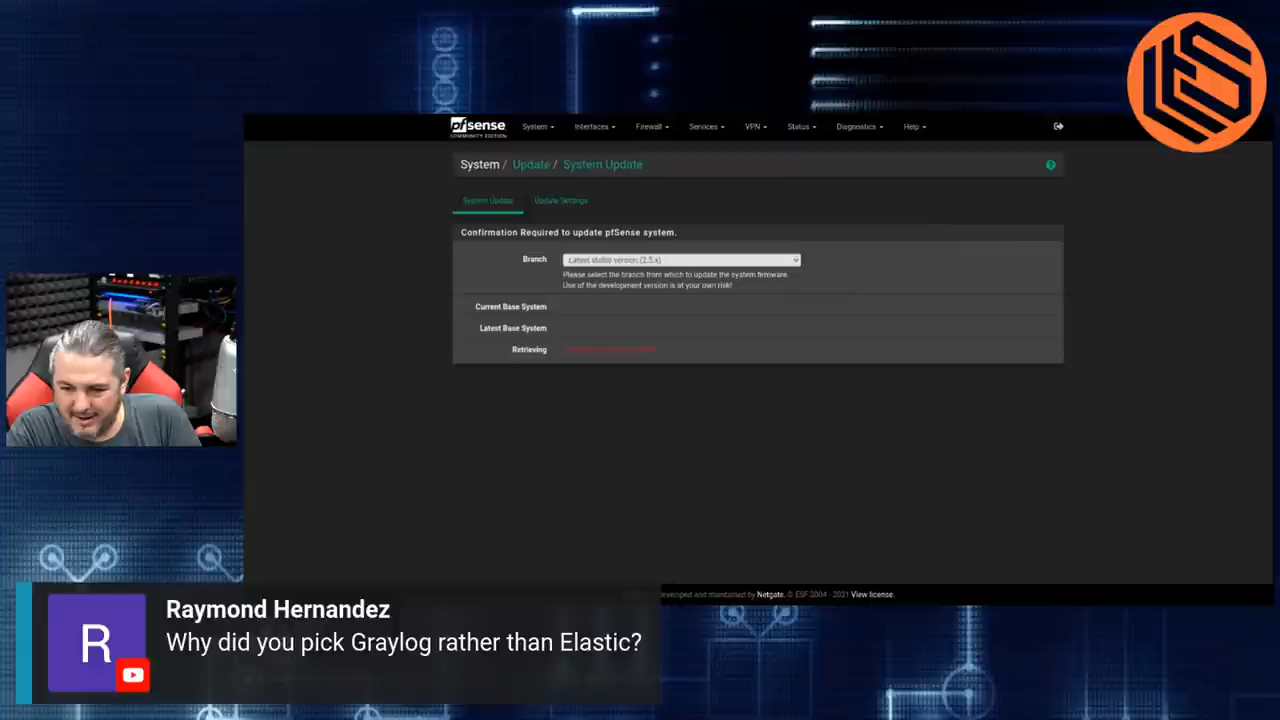 pfsense
COMMUNITY EDITION
System
Interfaces
Firewall
Services
VPN
Status
Diagnostics
Help
System / Update / System Update
System Update
Update Settings
Confirmation Required to update pfSense system.
Branch
Latest stable version (2.5.x)
Please select the branch from which to update the system firmware.
Use of the development version is at your own risk!
Current Base System
Latest Base System
Retrieving
developed and maintained by Netgate. © ESF 2004 - 2021 View license.
R
Raymond Hernandez
Why did you pick Graylog rather than Elastic?